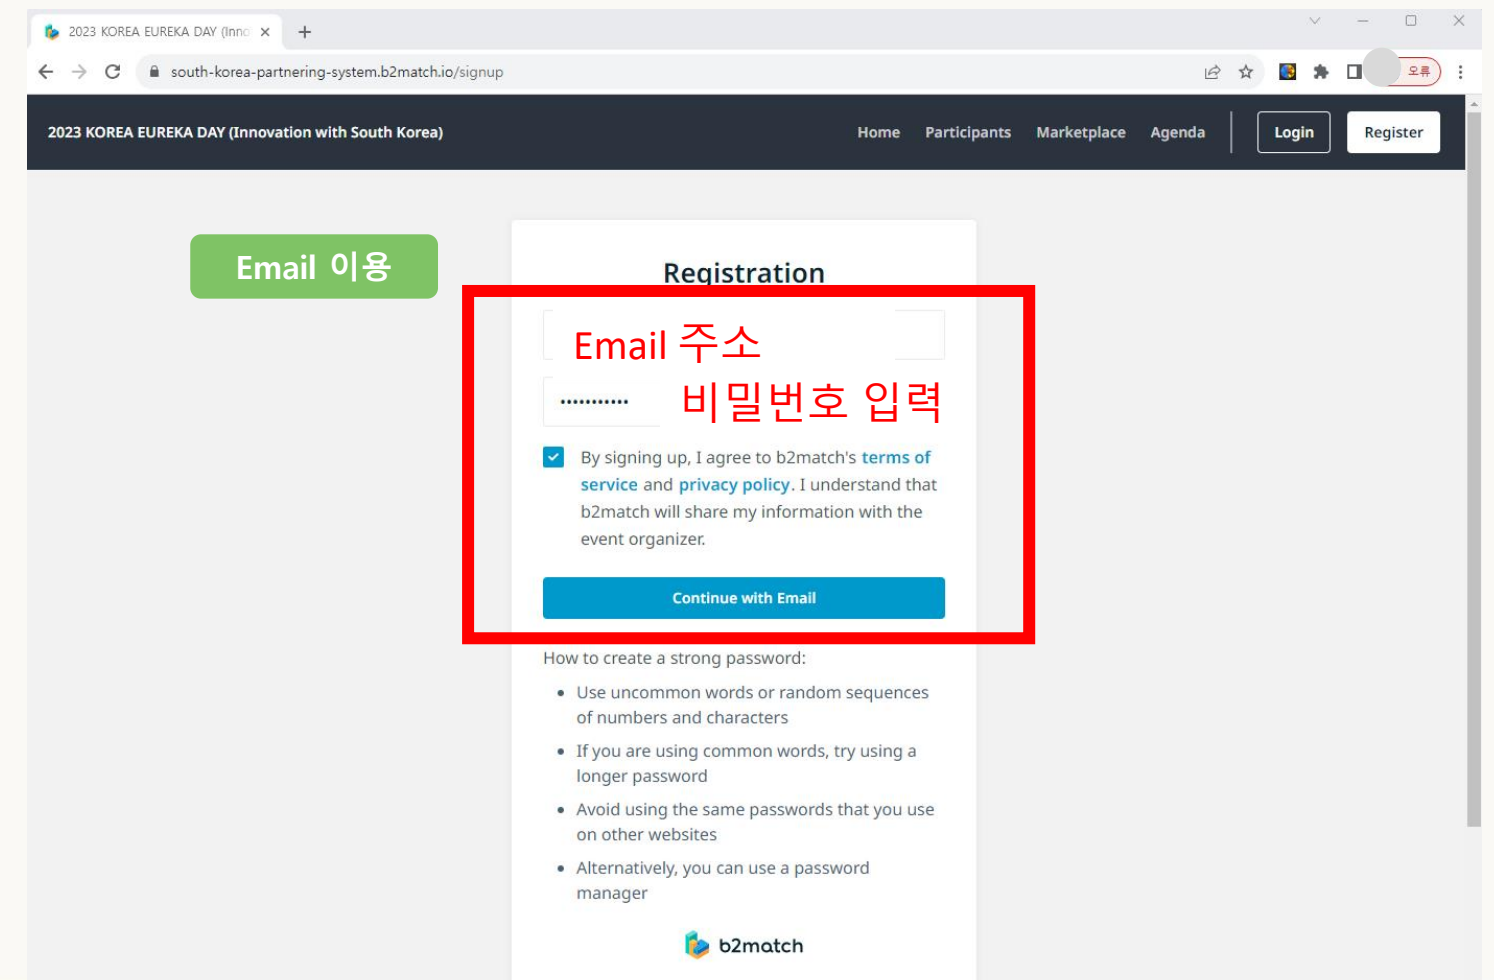 2023 KOREA EUREKA DAY (Inno
south-korea-partnering-system.b2match.io/signup
오류
2023 KOREA EUREKA DAY (Innovation with South Korea)
Home Participants Marketplace Agenda Login Register
Email 이용
Registration
Email 주소
비밀번호 입력
By signing up, I agree to b2match's terms of
service and privacy policy. I understand that
b2match will share my information with the
event organizer.
Continue with Email
How to create a strong password:
• Use uncommon words or random sequences
of numbers and characters
• If you are using common words, try using a
longer password
• Avoid using the same passwords that you use
on other websites
• Alternatively, you can use a password
manager
b2match